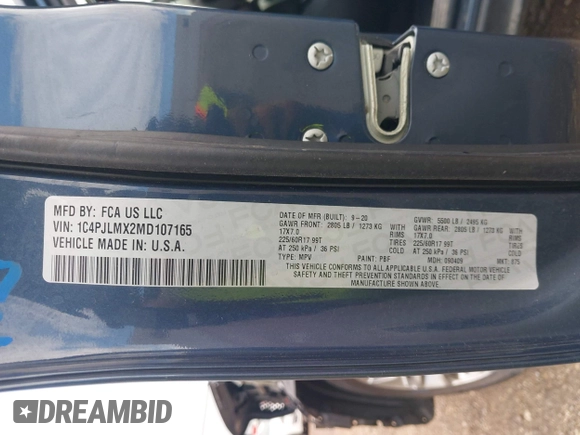 MFD BY: FCA US LLC
VIN: 1C4PJLMX2MD107165
VEHICLE MADE IN: U.S.A.
DATE OF MFR (BUILT): 9-20 GVWR: 5500 LB / 2495 KG
GAWR FRONT: 2805 LB / 1273 KG WITH GAWR REAR: 2805 LB / 1273 KG WITH
17X7.0 RIMS 17X7.0 RIMS
225/60R17 99T TIRES 225/60R17 99T TIRES
AT 250 kPa / 36 PSI COLD AT 250 kPa / 36 PSI COLD
TYPE: MPV PAINT: PBF MDH: 090409 MKT: 675
THIS VEHICLE CONFORMS TO ALL APPLICABLE U.S.A. FEDERAL MOTOR VEHICLE
SAFETY AND THEFT PREVENTION STANDARDS IN EFFECT ON THE DATE OF
MANUFACTURE SHOWN ABOVE.
DREAMBID